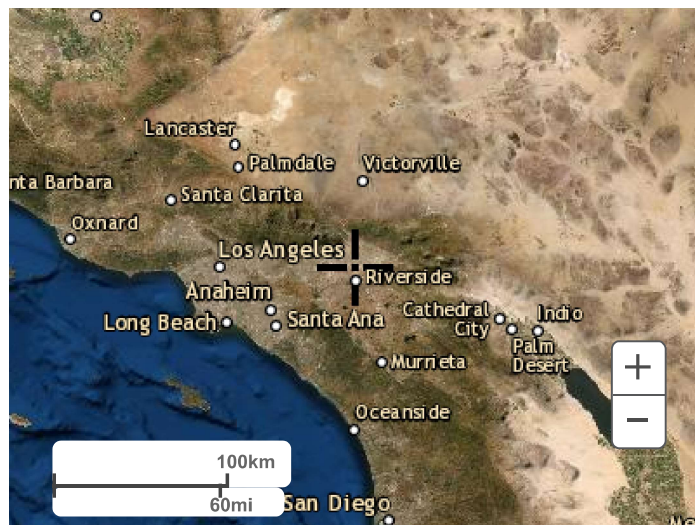 Lancaster
Palmdale
Victorville
nta Barbara
Santa Clarita
Oxnard
Los Angeles
Riverside
Anaheim
Cathedral
City
Indio
Long Beach
Santa Ana
Palm
Desert
Murrieta
+
−
Oceanside
100km
60mi
San Diego